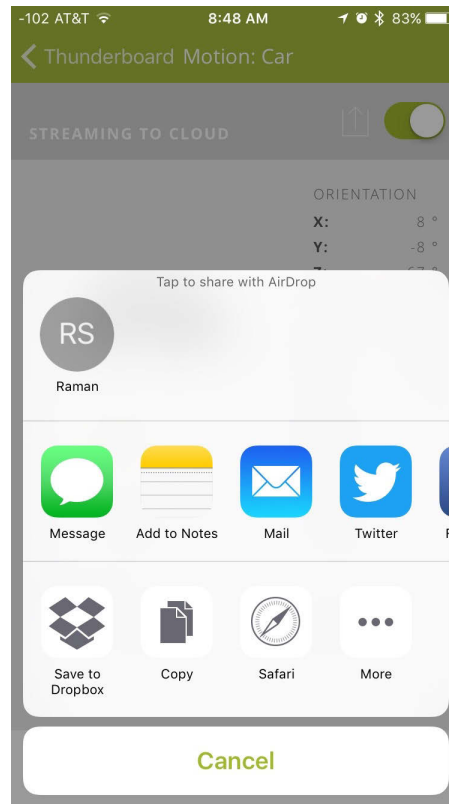 -102 AT&T 8:48 AM 83%
Thunderboard Motion: Car
STREAMING TO CLOUD
ORIENTATION
X: 8 °
Y: -8 °
Tap to share with AirDrop
RS
Raman
Message Add to Notes Mail Twitter
Save to Dropbox Copy Safari More
Cancel